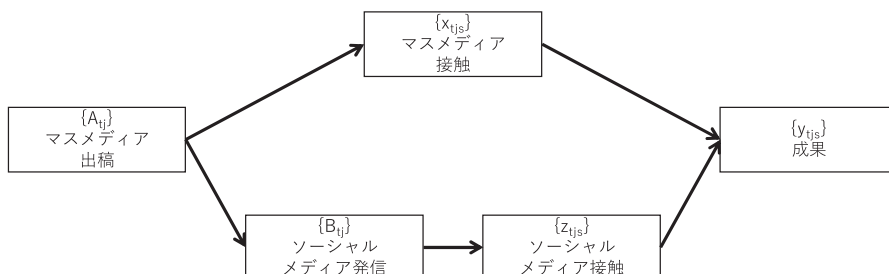 {x_tjs}
マスメディア
接触
{A_tj}
マスメディア
出稿
{y_tjs}
成果
{B_tj}
ソーシャル
メディア発信
{z_tjs}
ソーシャル
メディア接触